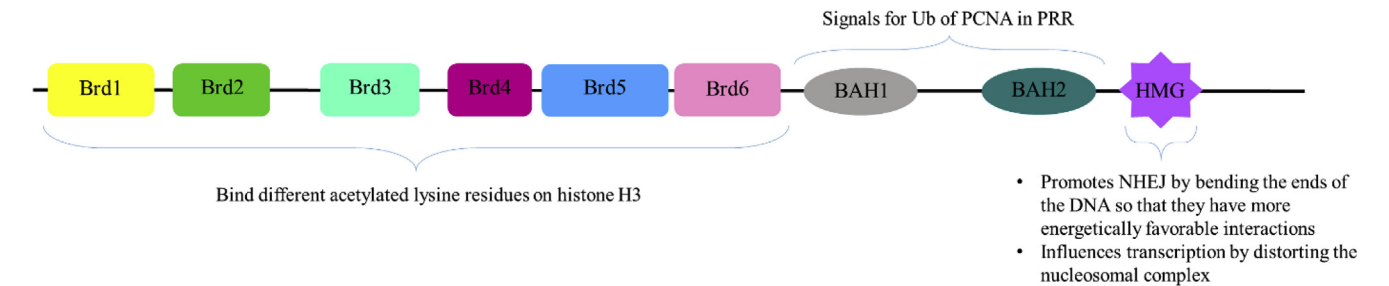 Signals for Ub of PCNA in PRR
Brd1 Brd2 Brd3 Brd4 Brd5 Brd6 BAH1 BAH2 HMG
Bind different acetylated lysine residues on histone H3
• Promotes NHEJ by bending the ends of
the DNA so that they have more
energetically favorable interactions
• Influences transcription by distorting the
nucleosomal complex